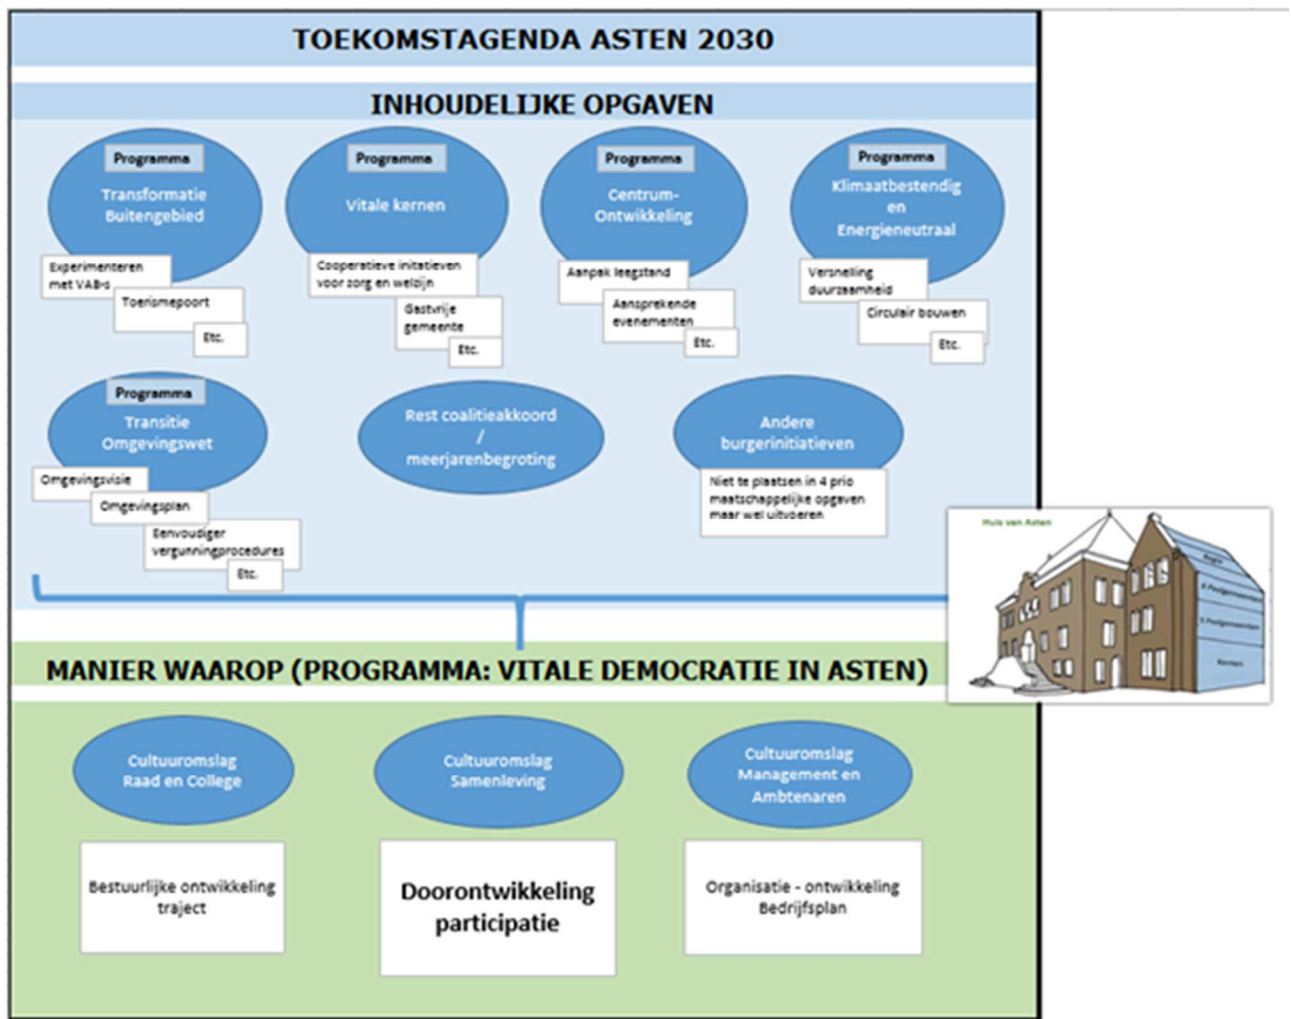 TOEKOMSTAGENDA ASTEN 2030
INHOUDELIJKE OPGAVEN
Programma
Transformatie
Buitengebied
Experimenteren
met VAB-s
Toerismepoort
Etc.
Programma
Vitale kernen
Cooperatieve initatieven
voor zorg en welzijn
Gastvrije
gemeente
Etc.
Programma
Centrum-
Ontwikkeling
Aanpak leegstand
Aansprekende
evenementen
Etc.
Programma
Klimaatbestendig
en
Energieneutraal
Versnelling
duurzaamheid
Circulair bouwen
Etc.
Programma
Transitie
Omgevingswet
Omgevingsvisie
Omgevingsplan
Eenvoudiger
vergunningprocedures
Etc.
Rest coalitieakkoord
/
meerjarenbegroting
Andere
burgerinitiatieven
Niet te plaatsen in 4 prio
maatschappelijke opgaven
maar wel uitvoeren
Huis van Asten
Kernen
MANIER WAAROP (PROGRAMMA: VITALE DEMOCRATIE IN ASTEN)
Cultuuromslag
Raad en College
Bestuurlijke ontwikkeling
traject
Cultuuromslag
Samenleving
Doorontwikkeling
participatie
Cultuuromslag
Management en
Ambtenaren
Organisatie - ontwikkeling
Bedrijfsplan